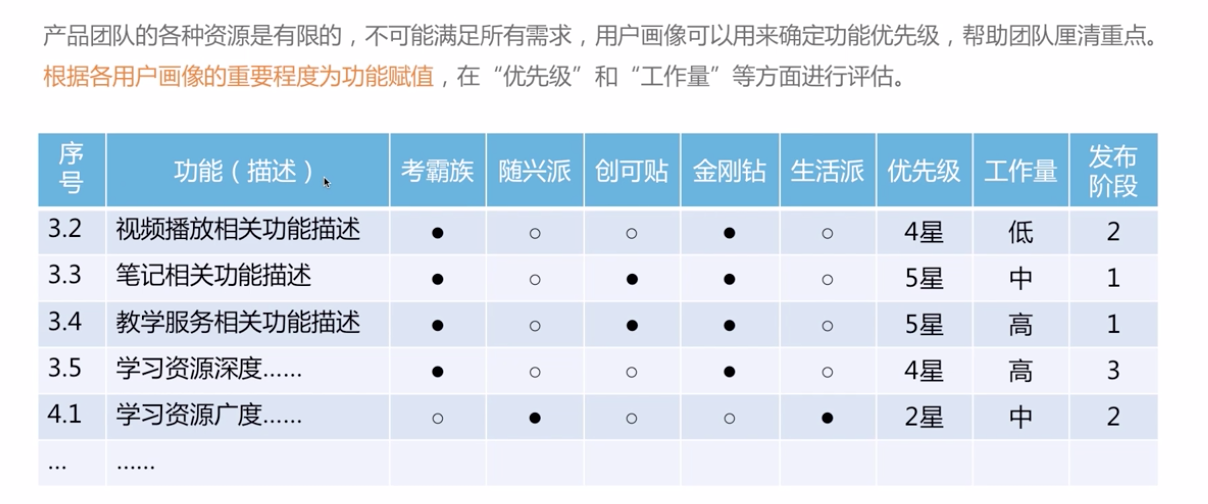 产品团队的各种资源是有限的，不可能满足所有需求，用户画像可以用来确定功能优先级，帮助团队厘清重点。
根据各用户画像的重要程度为功能赋值，在“优先级”和“工作量”等方面进行评估。
序号 功能（描述） 考霸族 随兴派 创可贴 金刚钻 生活派 优先级 工作量 发布阶段
3.2 视频播放相关功能描述 ● ○ ○ ● ○ 4星 低 2
3.3 笔记相关功能描述 ● ○ ● ● ○ 5星 中 1
3.4 教学服务相关功能描述 ● ○ ● ● ○ 5星 高 1
3.5 学习资源深度…… ● ○ ○ ● ○ 4星 高 3
4.1 学习资源广度…… ○ ● ○ ○ ● 2星 中 2
... ……